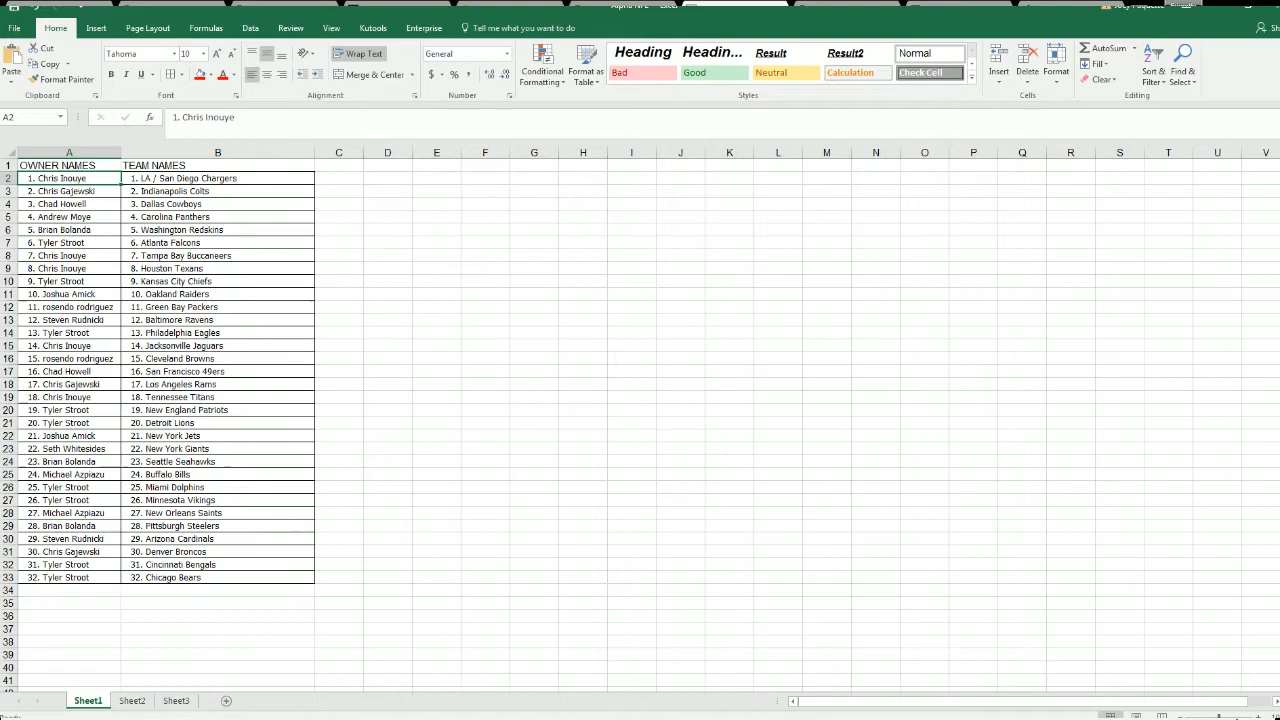 File Home Insert Page Layout Formulas Data Review View Kutools Enterprise Tell me what you want to do
Cut
Copy
Format Painter
Paste
Tahoma 10
Wrap Text
Merge & Center
General
Conditional Formatting
Format as Table
Heading Headin... Result Result2 Normal
Bad Good Neutral Calculation Check Cell
Insert Delete Format
AutoSum
Fill
Clear
Sort & Filter
Find & Select
Clipboard Font Alignment Number Styles Cells Editing
A2 1. Chris Inouye
A B C D E F G H I J K L M N O P Q R S T U V
1 OWNER NAMES TEAM NAMES
2 1. Chris Inouye 1. LA / San Diego Chargers
3 2. Chris Gajewski 2. Indianapolis Colts
4 3. Chad Howell 3. Dallas Cowboys
5 4. Andrew Moye 4. Carolina Panthers
6 5. Brian Bolanda 5. Washington Redskins
7 6. Tyler Stroot 6. Atlanta Falcons
8 7. Chris Inouye 7. Tampa Bay Buccaneers
9 8. Chris Inouye 8. Houston Texans
10 9. Tyler Stroot 9. Kansas City Chiefs
11 10. Joshua Amick 10. Oakland Raiders
12 11. rosendo rodriguez 11. Green Bay Packers
13 12. Steven Rudnicki 12. Baltimore Ravens
14 13. Tyler Stroot 13. Philadelphia Eagles
15 14. Chris Inouye 14. Jacksonville Jaguars
16 15. rosendo rodriguez 15. Cleveland Browns
17 16. Chad Howell 16. San Francisco 49ers
18 17. Chris Gajewski 17. Los Angeles Rams
19 18. Chris Inouye 18. Tennessee Titans
20 19. Tyler Stroot 19. New England Patriots
21 20. Tyler Stroot 20. Detroit Lions
22 21. Joshua Amick 21. New York Jets
23 22. Seth Whitesides 22. New York Giants
24 23. Brian Bolanda 23. Seattle Seahawks
25 24. Michael Azpiazu 24. Buffalo Bills
26 25. Tyler Stroot 25. Miami Dolphins
27 26. Tyler Stroot 26. Minnesota Vikings
28 27. Michael Azpiazu 27. New Orleans Saints
29 28. Brian Bolanda 28. Pittsburgh Steelers
30 29. Steven Rudnicki 29. Arizona Cardinals
31 30. Chris Gajewski 30. Denver Broncos
32 31. Tyler Stroot 31. Cincinnati Bengals
33 32. Tyler Stroot 32. Chicago Bears
34
35
36
37
38
39
40
41
Sheet1 Sheet2 Sheet3